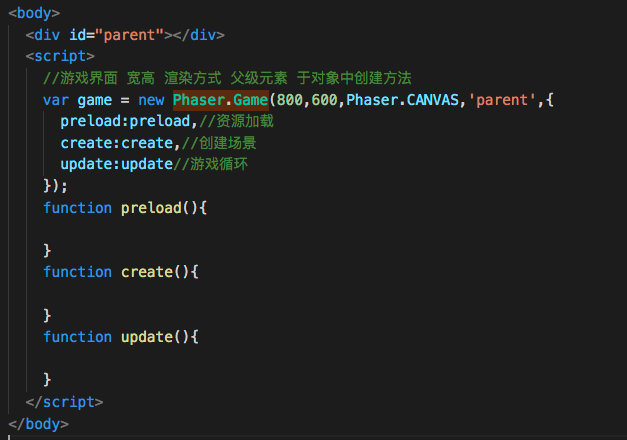 <body>
<div id="parent"></div>
<script>
//游戏界面 宽高 渲染方式 父级元素 于对象中创建方法
var game = new Phaser.Game(800,600,Phaser.CANVAS,'parent',{
preload:preload,//资源加载
create:create,//创建场景
update:update//游戏循环
});
function preload(){
}
function create(){
}
function update(){
}
</script>
</body>